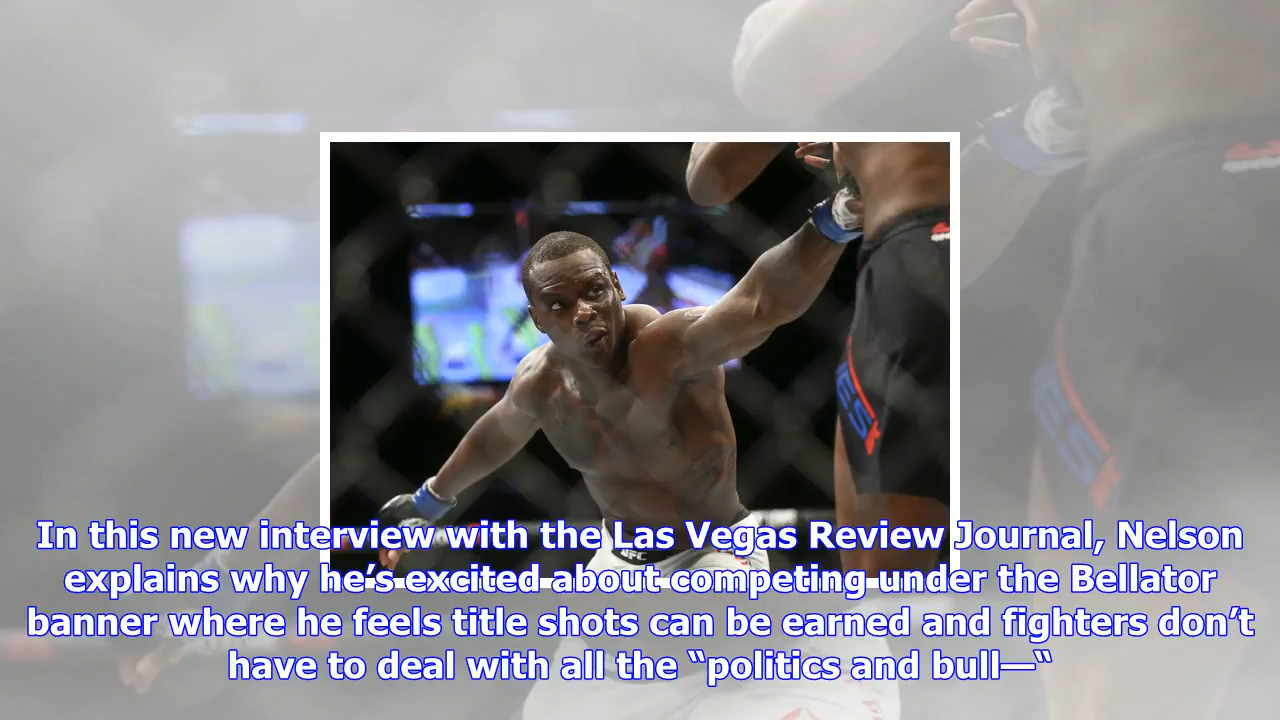 NES
UFC
In this new interview with the Las Vegas Review Journal, Nelson
explains why he’s excited about competing under the Bellator
banner where he feels title shots can be earned and fighters don’t
have to deal with all the “politics and bull—“